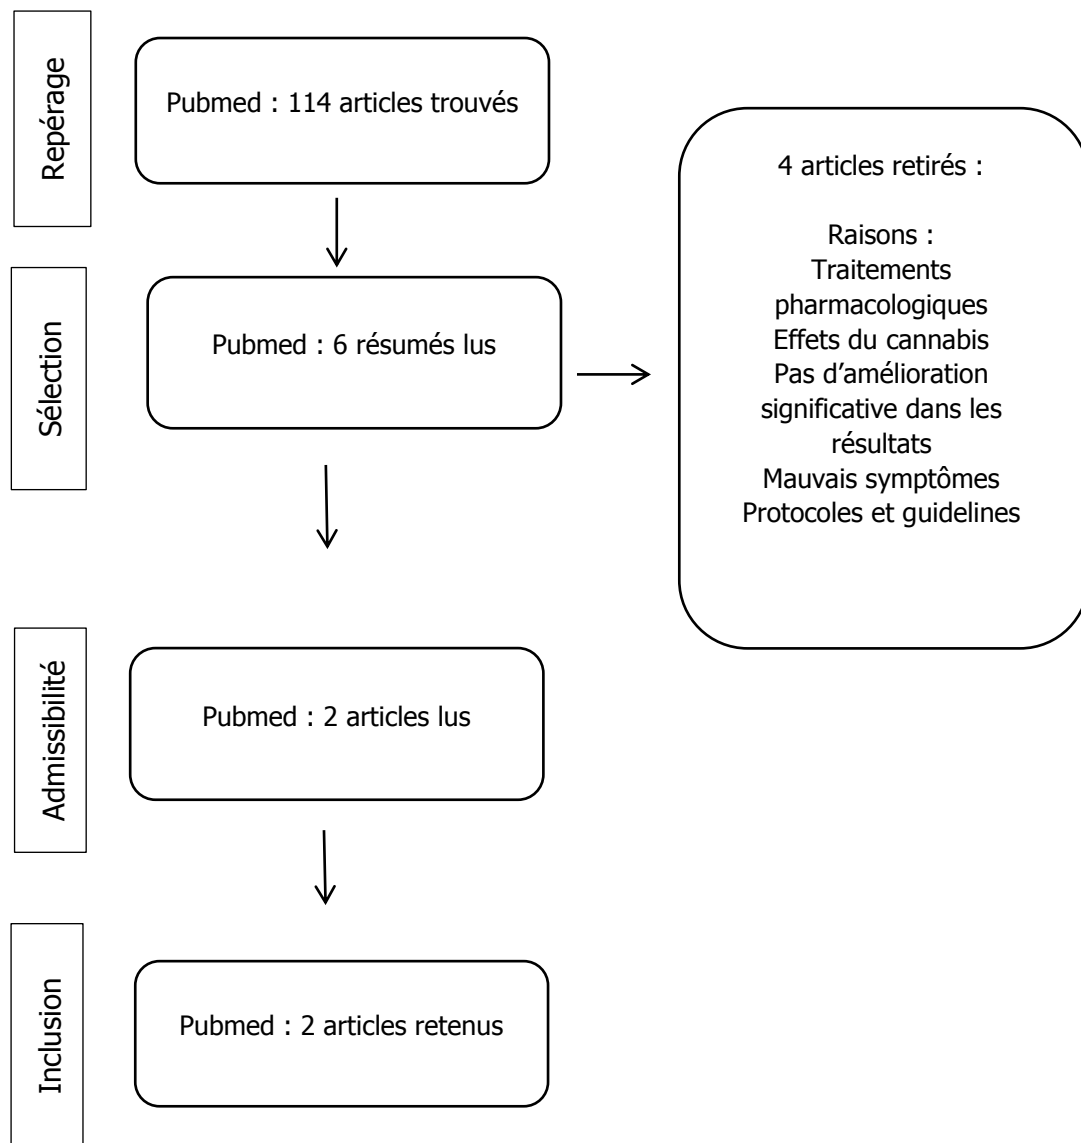 Repérage
Pubmed : 114 articles trouvés
Sélection
Pubmed : 6 résumés lus
4 articles retirés :
Raisons :
Traitements
pharmacologiques
Effets du cannabis
Pas d’amélioration
significative dans les
résultats
Mauvais symptômes
Protocoles et guidelines
Admissibilité
Pubmed : 2 articles lus
Inclusion
Pubmed : 2 articles retenus